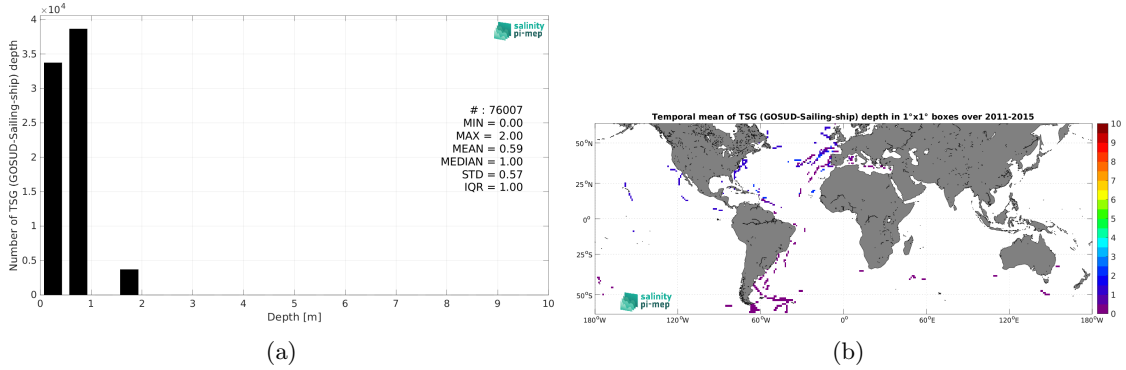 ×10⁴
4
3.5
3
2.5
2
1.5
1
0.5
0
Number of TSG (GOSUD-Sailing-ship) depth
salinity
pi-mep
# : 76007
MIN = 0.00
MAX = 2.00
MEAN = 0.59
MEDIAN = 1.00
STD = 0.57
IQR = 1.00
0 1 2 3 4 5 6 7 8 9 10
Depth [m]
(a)
Temporal mean of TSG (GOSUD-Sailing-ship) depth in 1°x1° boxes over 2011-2015
50°N
25°N
0°
25°S
50°S
salinity
pi-mep
180°W 120°W 60°W 0° 60°E 120°E 180°W
10
9
8
7
6
5
4
3
2
1
0
(b)